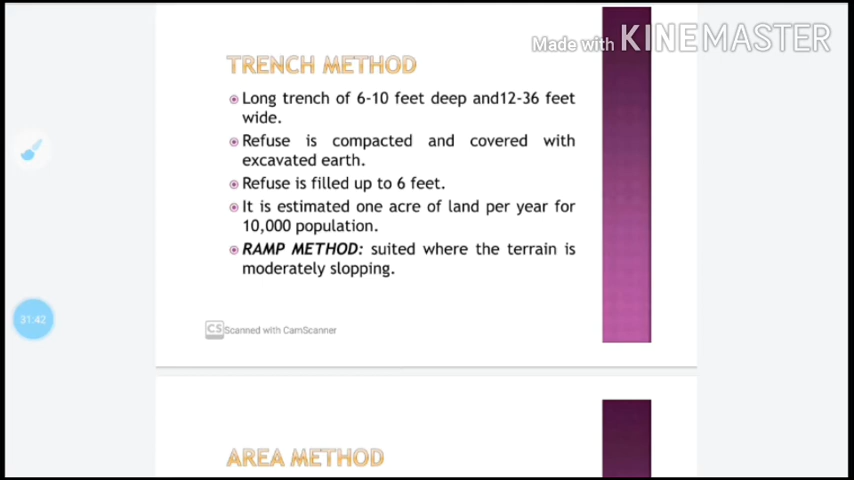 Made with KINEMASTER
TRENCH METHOD
Long trench of 6-10 feet deep and12-36 feet
wide.
Refuse is compacted and covered with
excavated earth.
Refuse is filled up to 6 feet.
It is estimated one acre of land per year for
10,000 population.
RAMP METHOD: suited where the terrain is
moderately slopping.
31:42
CS Scanned with CamScanner
AREA METHOD